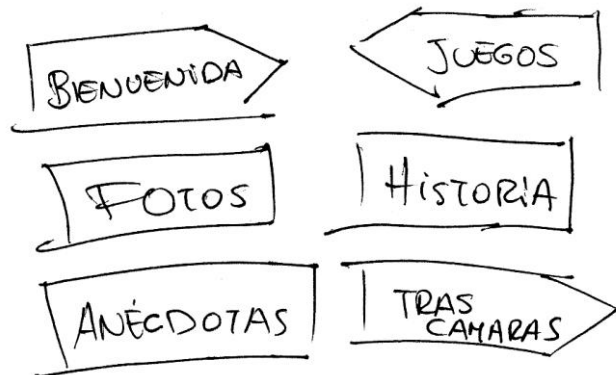 BIENVENIDA
JUEGOS
FOTOS
HISTORIA
ANÉCDOTAS
TRAS
CAMARAS